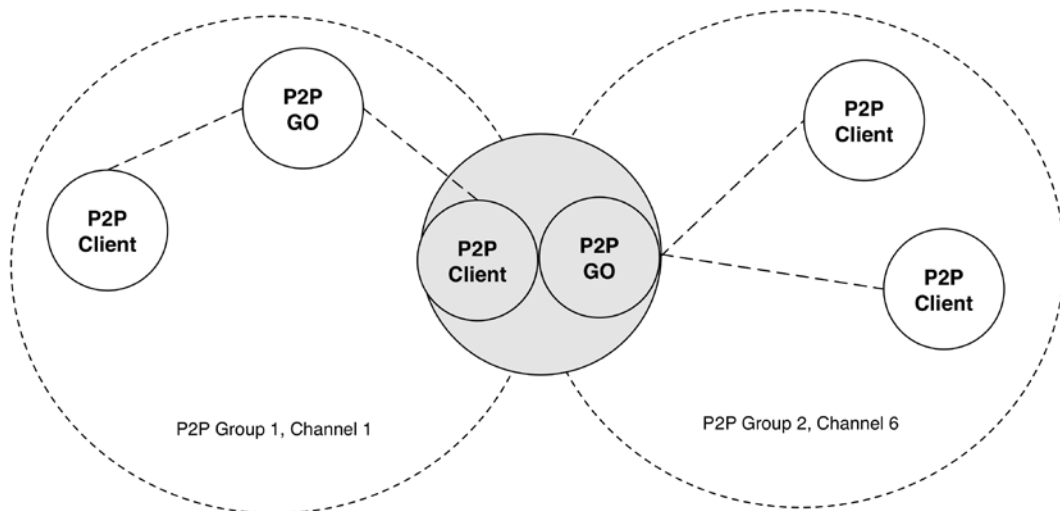 P2P
GO
P2P
Client
P2P
Client
P2P
GO
P2P
Client
P2P
Client
P2P Group 1, Channel 1
P2P Group 2, Channel 6